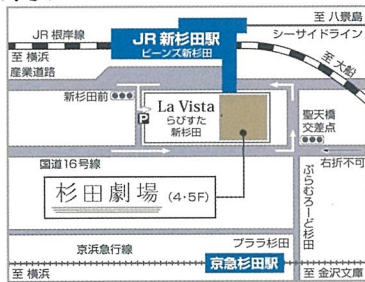 至 八景島
JR 根岸線
JR 新杉田駅
ビーンズ新杉田
シーサイドライン
至 横浜
至 大船
産業道路
新杉田前
La Vista
らびすた
新杉田
P
聖天橋
交差点
国道16号線
右折不可
杉田劇場 (4・5F)
ぷらむろーど杉田
京浜急行線
プララ杉田
京急杉田駅
至 横浜
至 金沢文庫